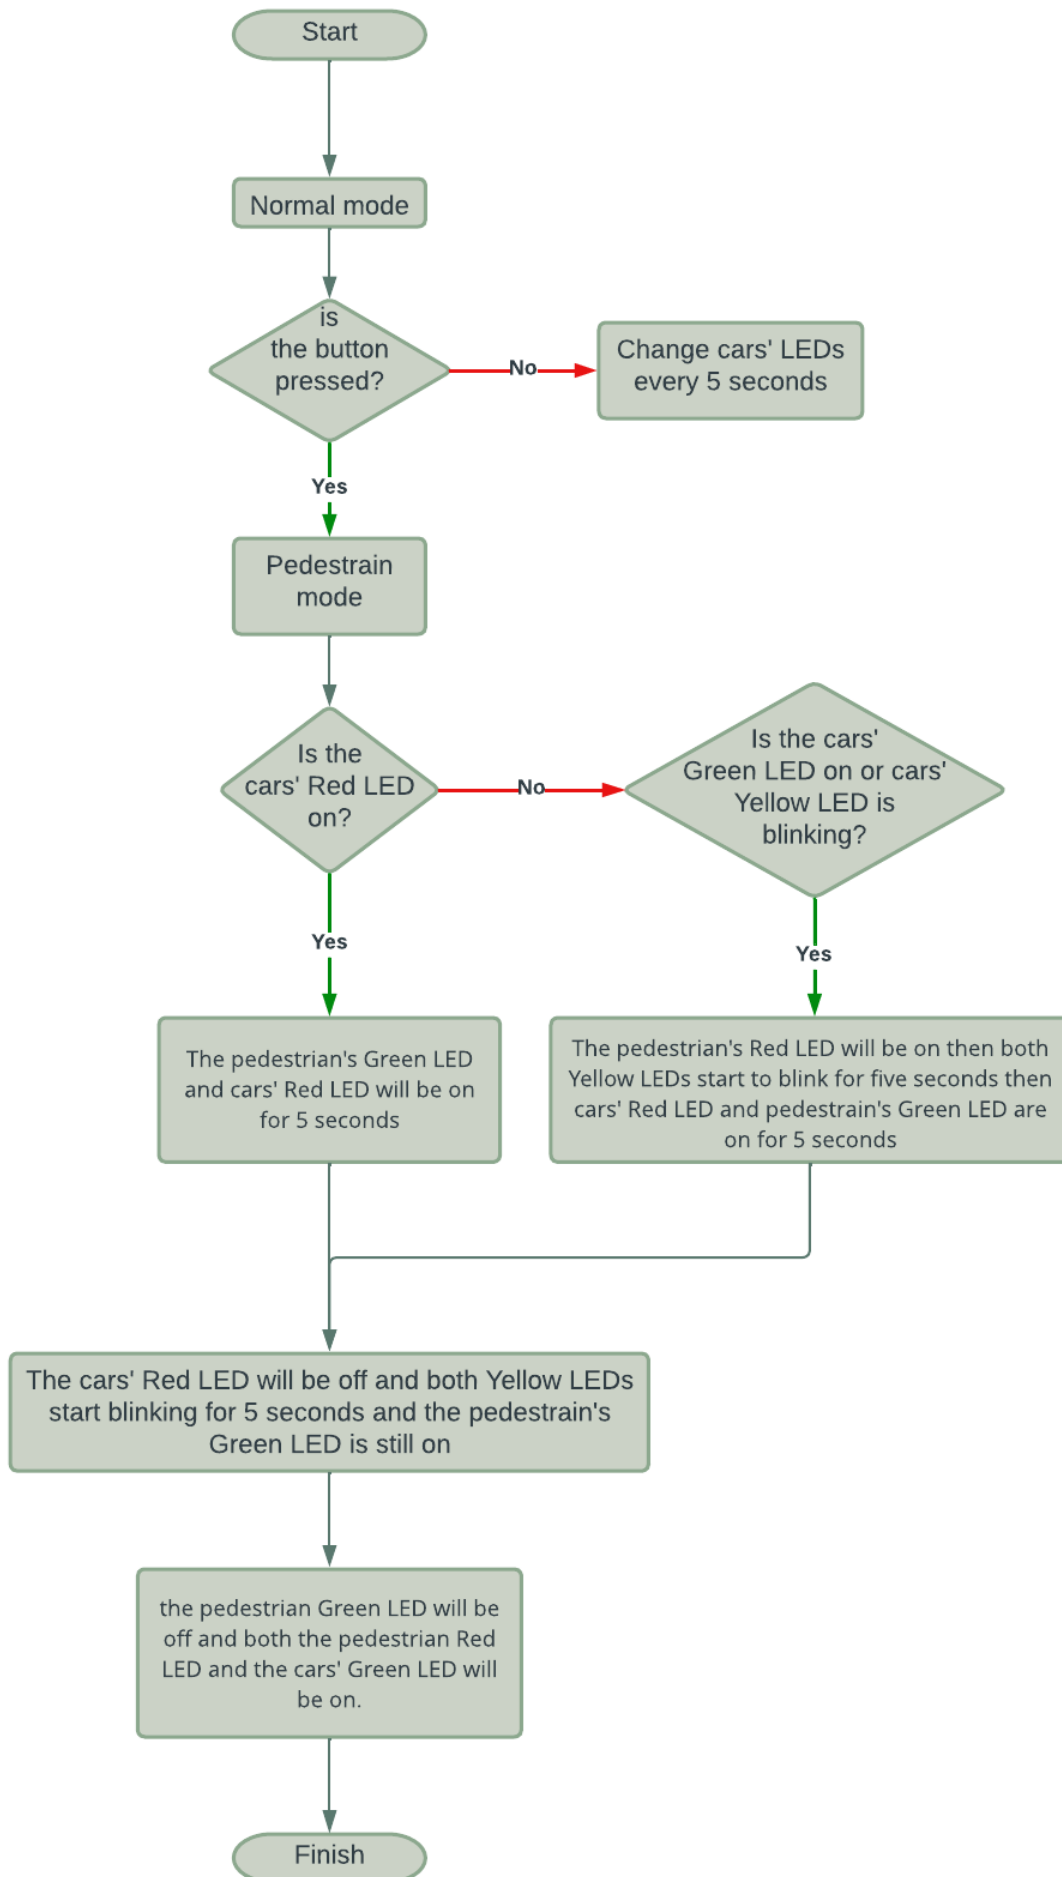 Start
Normal mode
is
the button
pressed?
No
Change cars' LEDs
every 5 seconds
Yes
Pedestrain
mode
Is the
cars' Red LED
on?
No
Is the cars'
Green LED on or cars'
Yellow LED is
blinking?
Yes
Yes
The pedestrian's Green LED
and cars' Red LED will be on
for 5 seconds
The pedestrian's Red LED will be on then both
Yellow LEDs start to blink for five seconds then
cars' Red LED and pedestrain's Green LED are
on for 5 seconds
The cars' Red LED will be off and both Yellow LEDs
start blinking for 5 seconds and the pedestrain's
Green LED is still on
the pedestrian Green LED will be
off and both the pedestrian Red
LED and the cars' Green LED will
be on.
Finish